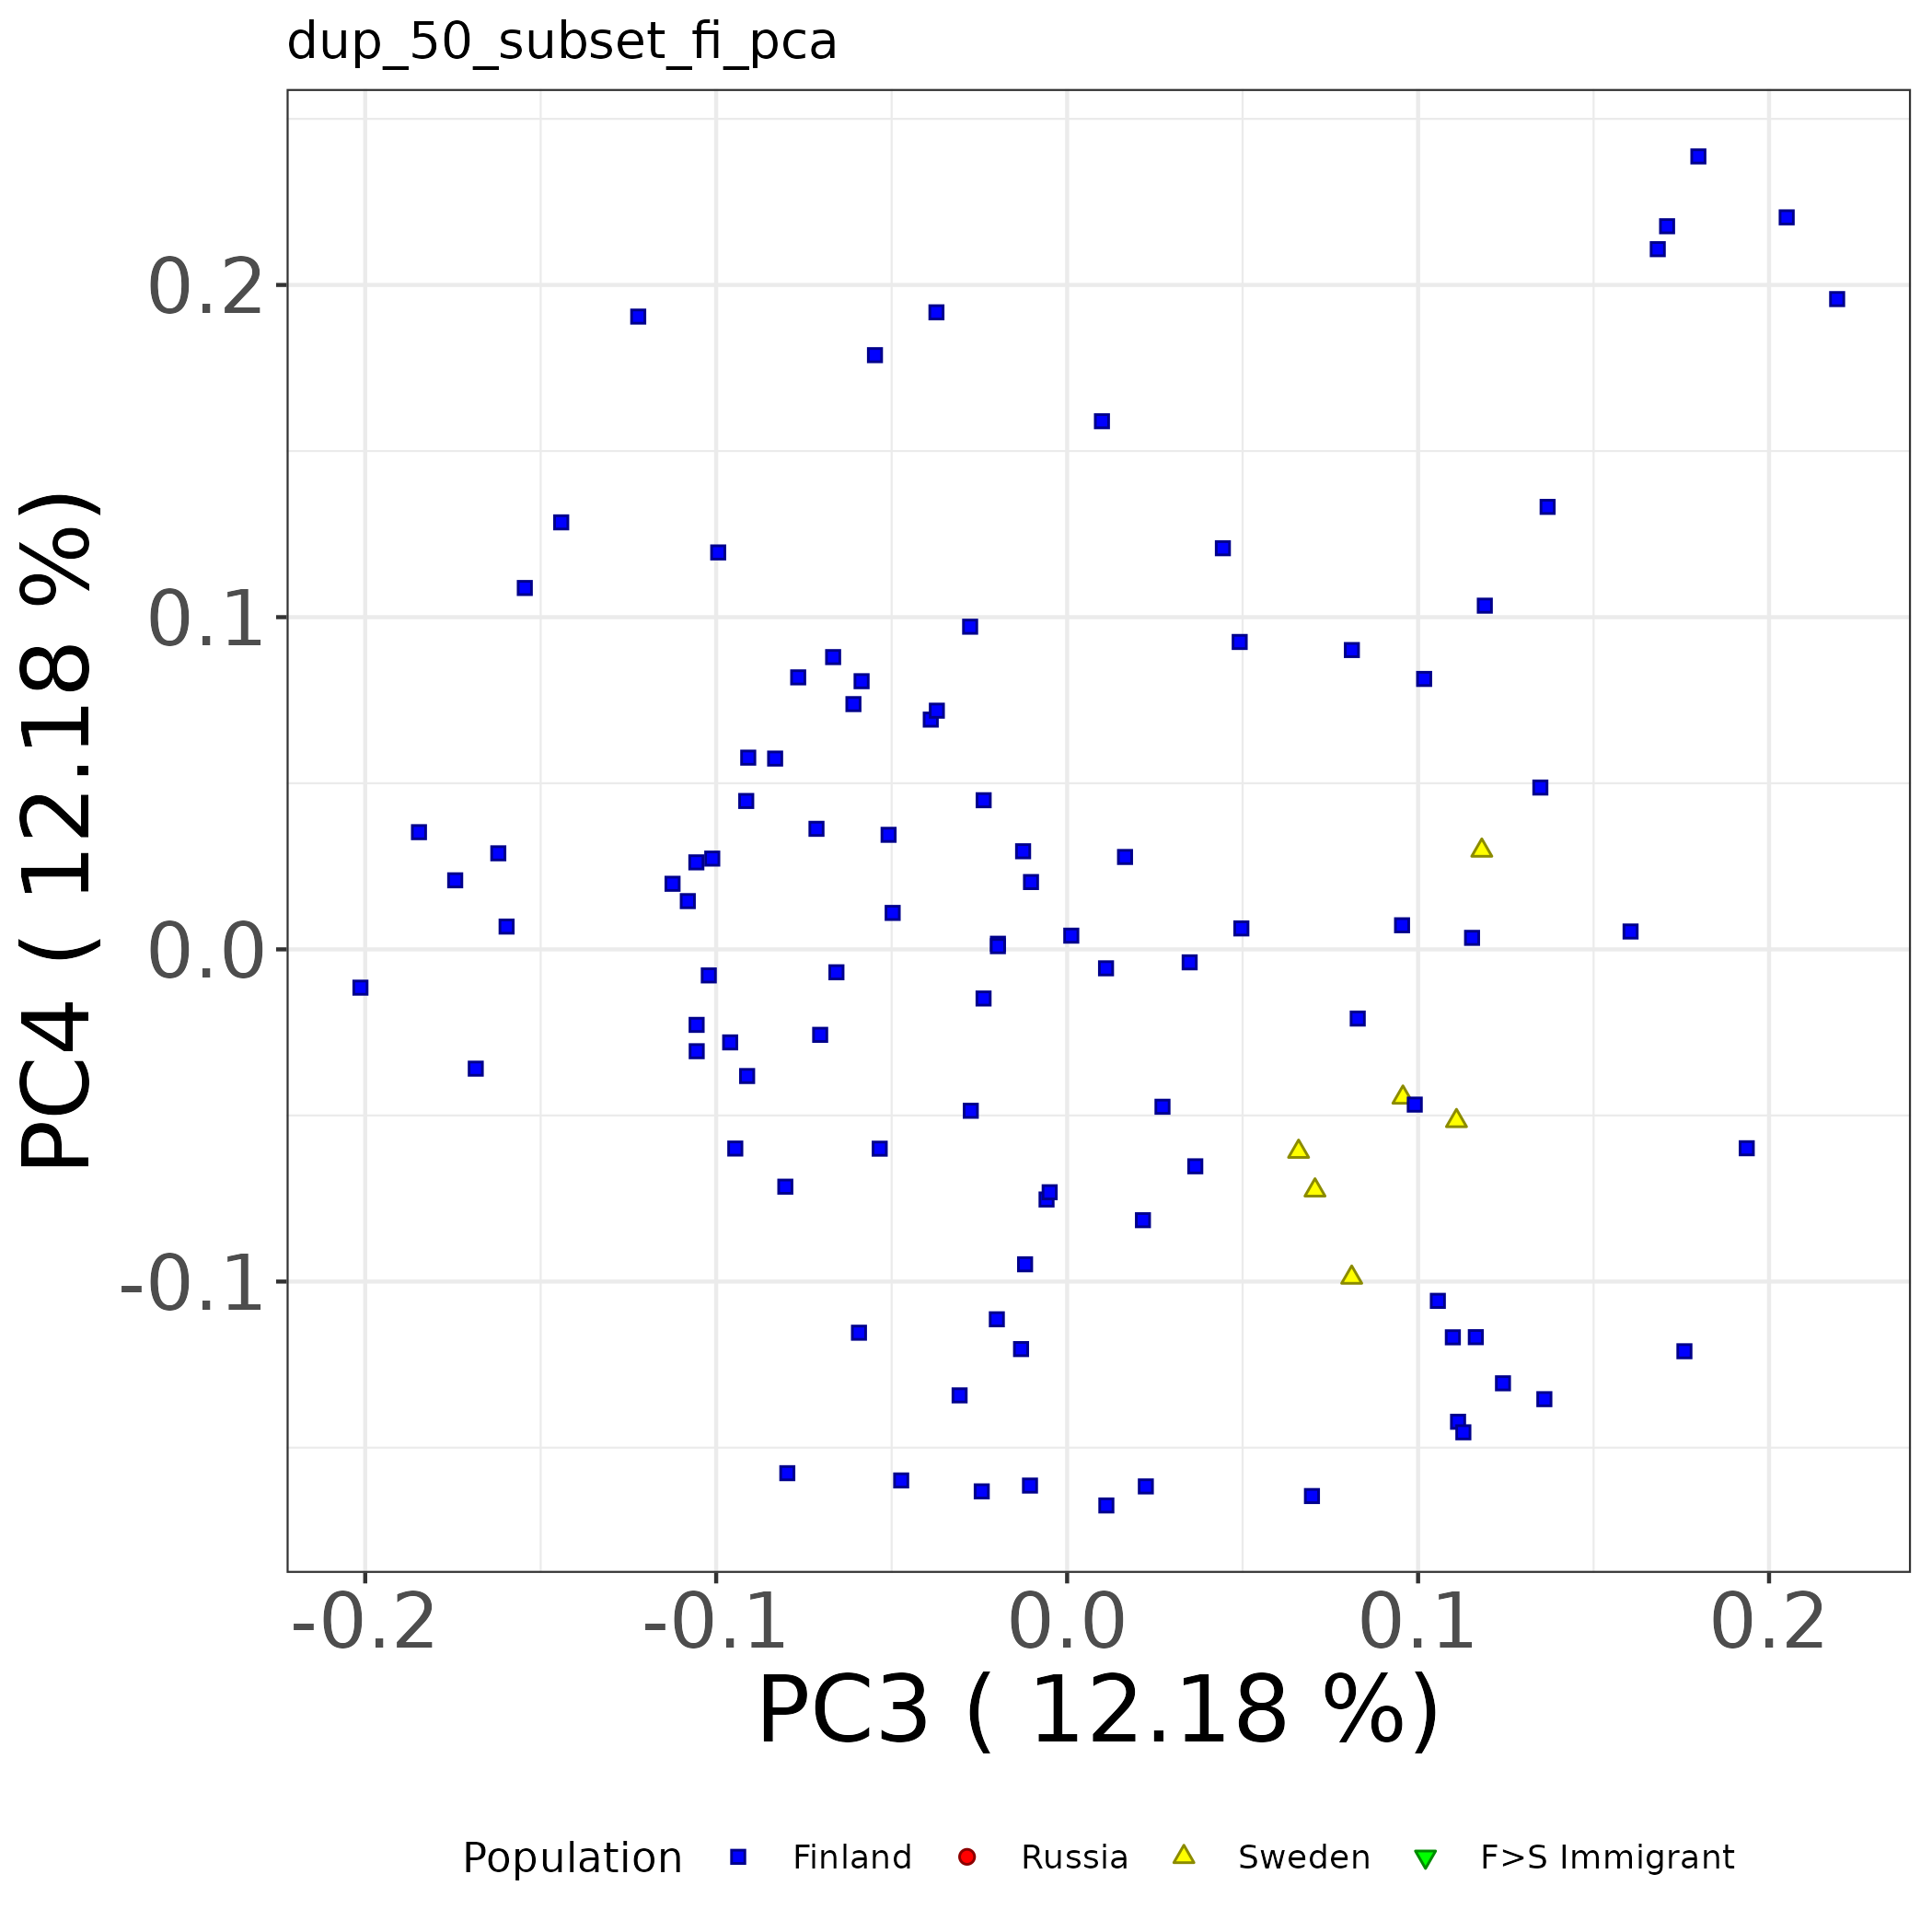 dup_50_subset_fi_pca
PC4 ( 12.18 %)
0.2
0.1
0.0
-0.1
-0.2 -0.1 0.0 0.1 0.2
PC3 ( 12.18 %)
Population Finland Russia Sweden F>S Immigrant